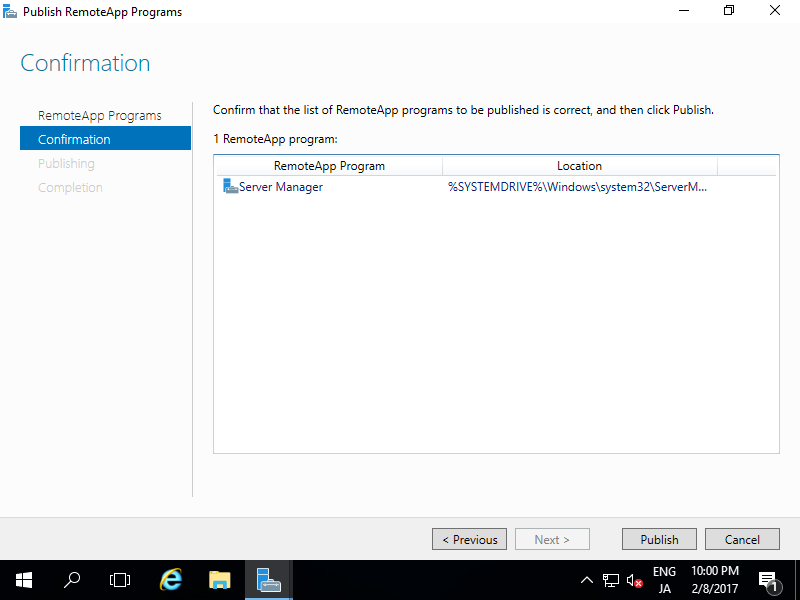 Publish RemoteApp Programs
Confirmation
RemoteApp Programs
Confirmation
Publishing
Completion
Confirm that the list of RemoteApp programs to be published is correct, and then click Publish.
1 RemoteApp program:
RemoteApp Program Location
Server Manager %SYSTEMDRIVE%\Windows\system32\ServerM...
< Previous Next > Publish Cancel
ENG 10:00 PM
JA 2/8/2017
1